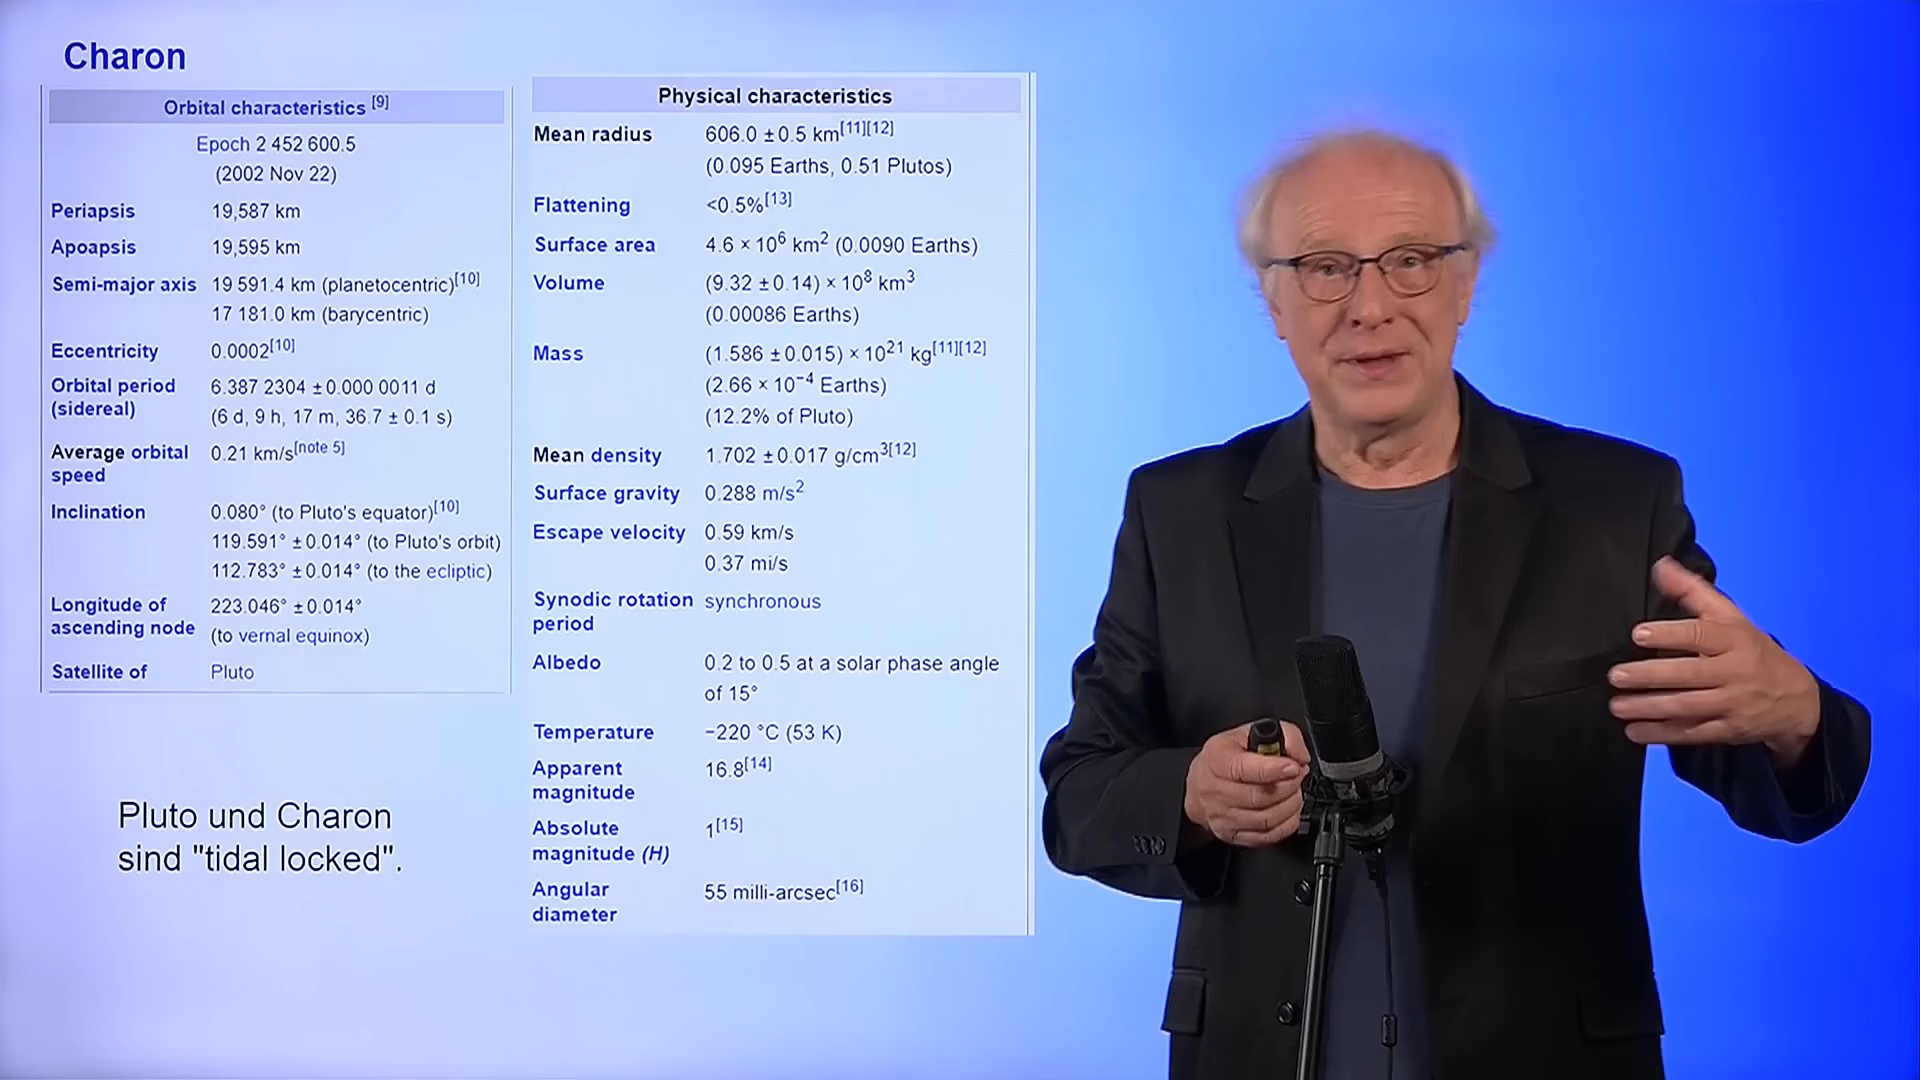 Charon
Orbital characteristics [9]
Epoch 2 452 600.5
(2002 Nov 22)
Periapsis 19,587 km
Apoapsis 19,595 km
Semi-major axis 19 591.4 km (planetocentric)[10]
17 181.0 km (barycentric)
Eccentricity 0.0002[10]
Orbital period 6.387 2304 ±0.000 0011 d
(sidereal) (6 d, 9 h, 17 m, 36.7 ± 0.1 s)
Average orbital 0.21 km/s[note 5]
speed
Inclination 0.080° (to Pluto's equator)[10]
119.591° ±0.014° (to Pluto's orbit)
112.783° ±0.014° (to the ecliptic)
Longitude of 223.046° ±0.014°
ascending node (to vernal equinox)
Satellite of Pluto
Physical characteristics
Mean radius 606.0 ±0.5 km[11][12]
(0.095 Earths, 0.51 Plutos)
Flattening <0.5%[13]
Surface area 4.6 × 10⁶ km² (0.0090 Earths)
Volume (9.32 ±0.14) × 10⁸ km³
(0.00086 Earths)
Mass (1.586 ±0.015) × 10²¹ kg[11][12]
(2.66 × 10⁻⁴ Earths)
(12.2% of Pluto)
Mean density 1.702 ±0.017 g/cm³[12]
Surface gravity 0.288 m/s²
Escape velocity 0.59 km/s
0.37 mi/s
Synodic rotation synchronous
period
Albedo 0.2 to 0.5 at a solar phase angle
of 15°
Temperature −220 °C (53 K)
Apparent 16.8[14]
magnitude
Absolute 1[15]
magnitude (H)
Angular 55 milli-arcsec[16]
diameter
Pluto und Charon
sind "tidal locked".